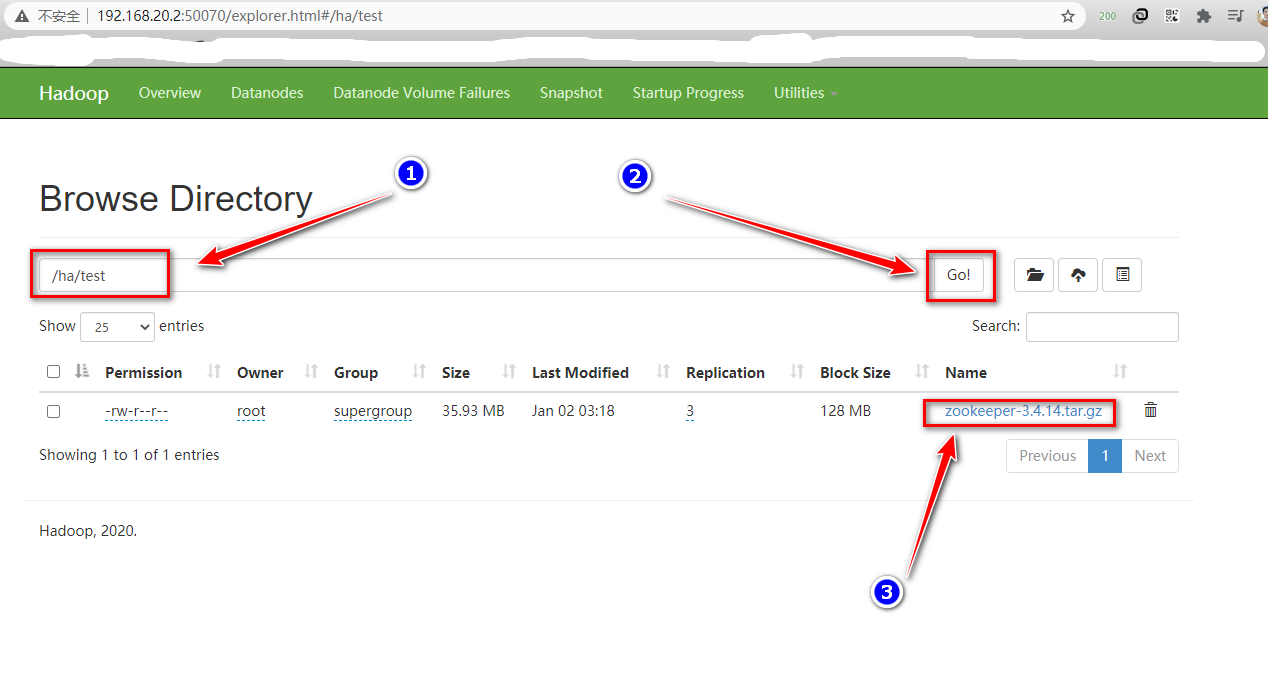 不安全 192.168.20.2:50070/explorer.html#/ha/test 200
Hadoop Overview Datanodes Datanode Volume Failures Snapshot Startup Progress Utilities
1 2
Browse Directory
/ha/test Go!
Show 25 entries Search:
Permission Owner Group Size Last Modified Replication Block Size Name
-rw-r--r-- root supergroup 35.93 MB Jan 02 03:18 3 128 MB zookeeper-3.4.14.tar.gz
Showing 1 to 1 of 1 entries Previous 1 Next
Hadoop, 2020.
3